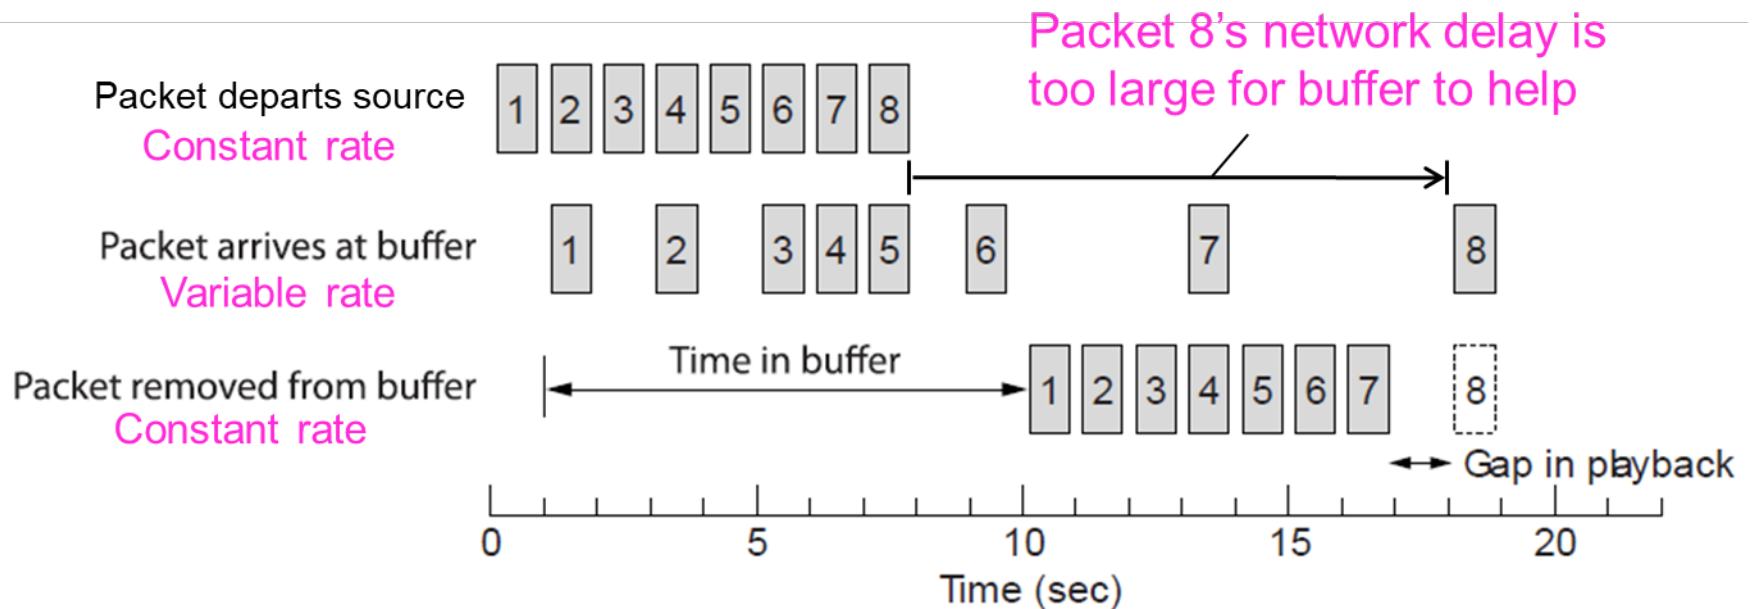 Packet 8's network delay is
too large for buffer to help
Packet departs source
Constant rate
1 2 3 4 5 6 7 8
Packet arrives at buffer
Variable rate
1 2 3 4 5 6 7 8
Packet removed from buffer
Constant rate
Time in buffer
1 2 3 4 5 6 7 8
Gap in playback
0 5 10 15 20
Time (sec)